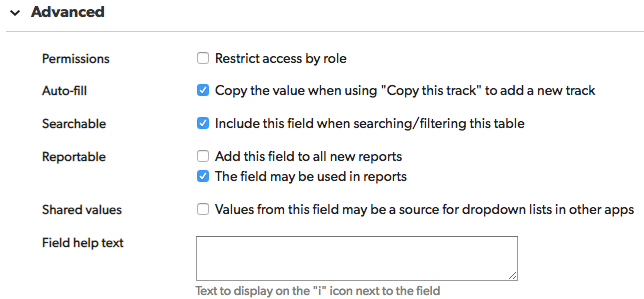 Advanced
Permissions Restrict access by role
Auto-fill Copy the value when using "Copy this track" to add a new track
Searchable Include this field when searching/filtering this table
Reportable Add this field to all new reports
The field may be used in reports
Shared values Values from this field may be a source for dropdown lists in other apps
Field help text
Text to display on the "i" icon next to the field